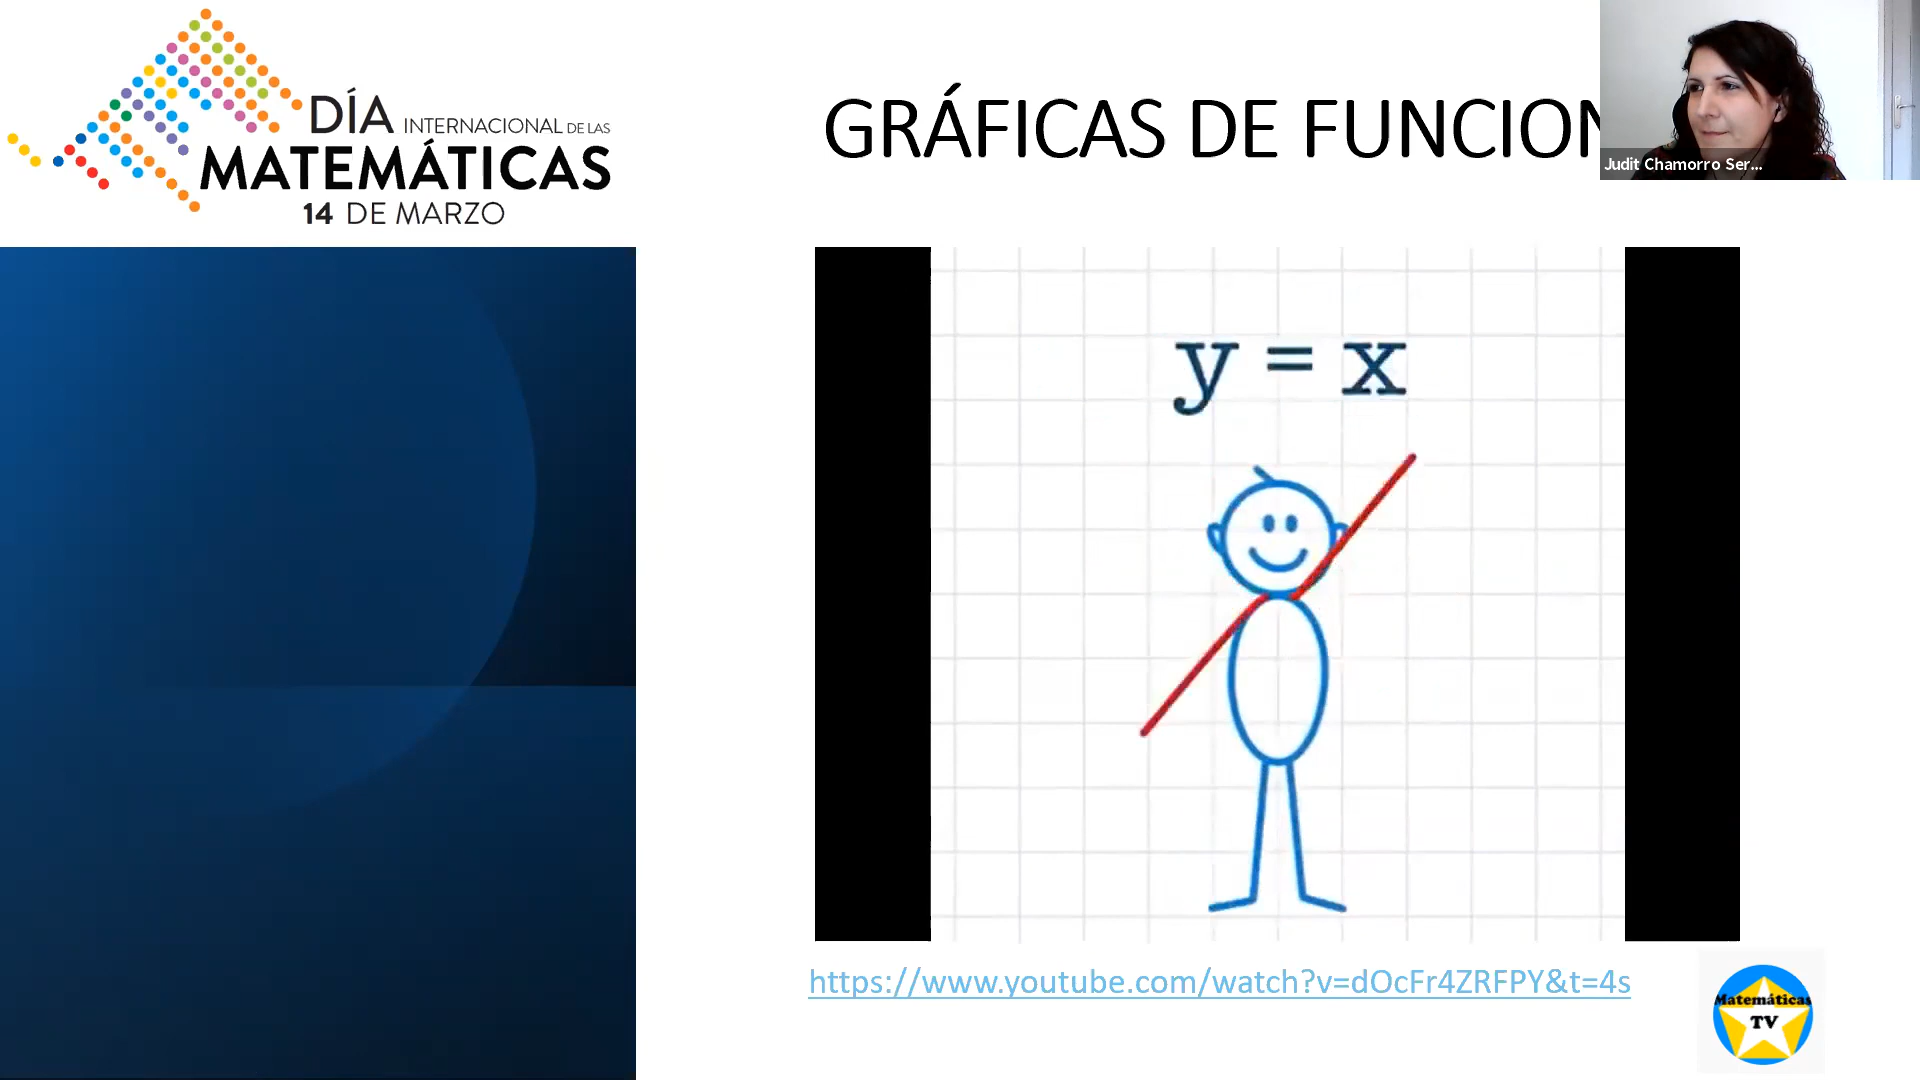 DÍA INTERNACIONAL DE LAS
MATEMÁTICAS
14 DE MARZO
GRÁFICAS DE FUNCION
Judit Chamorro Ser...
y = x
https://www.youtube.com/watch?v=dOcFr4ZRFPY&t=4s
Matemáticas
TV